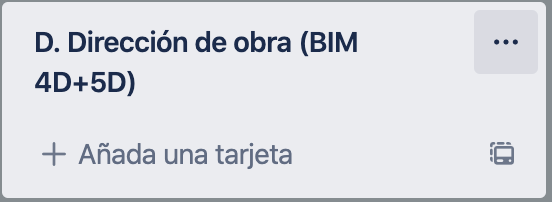 D. Dirección de obra (BIM
4D+5D)
Añada una tarjeta